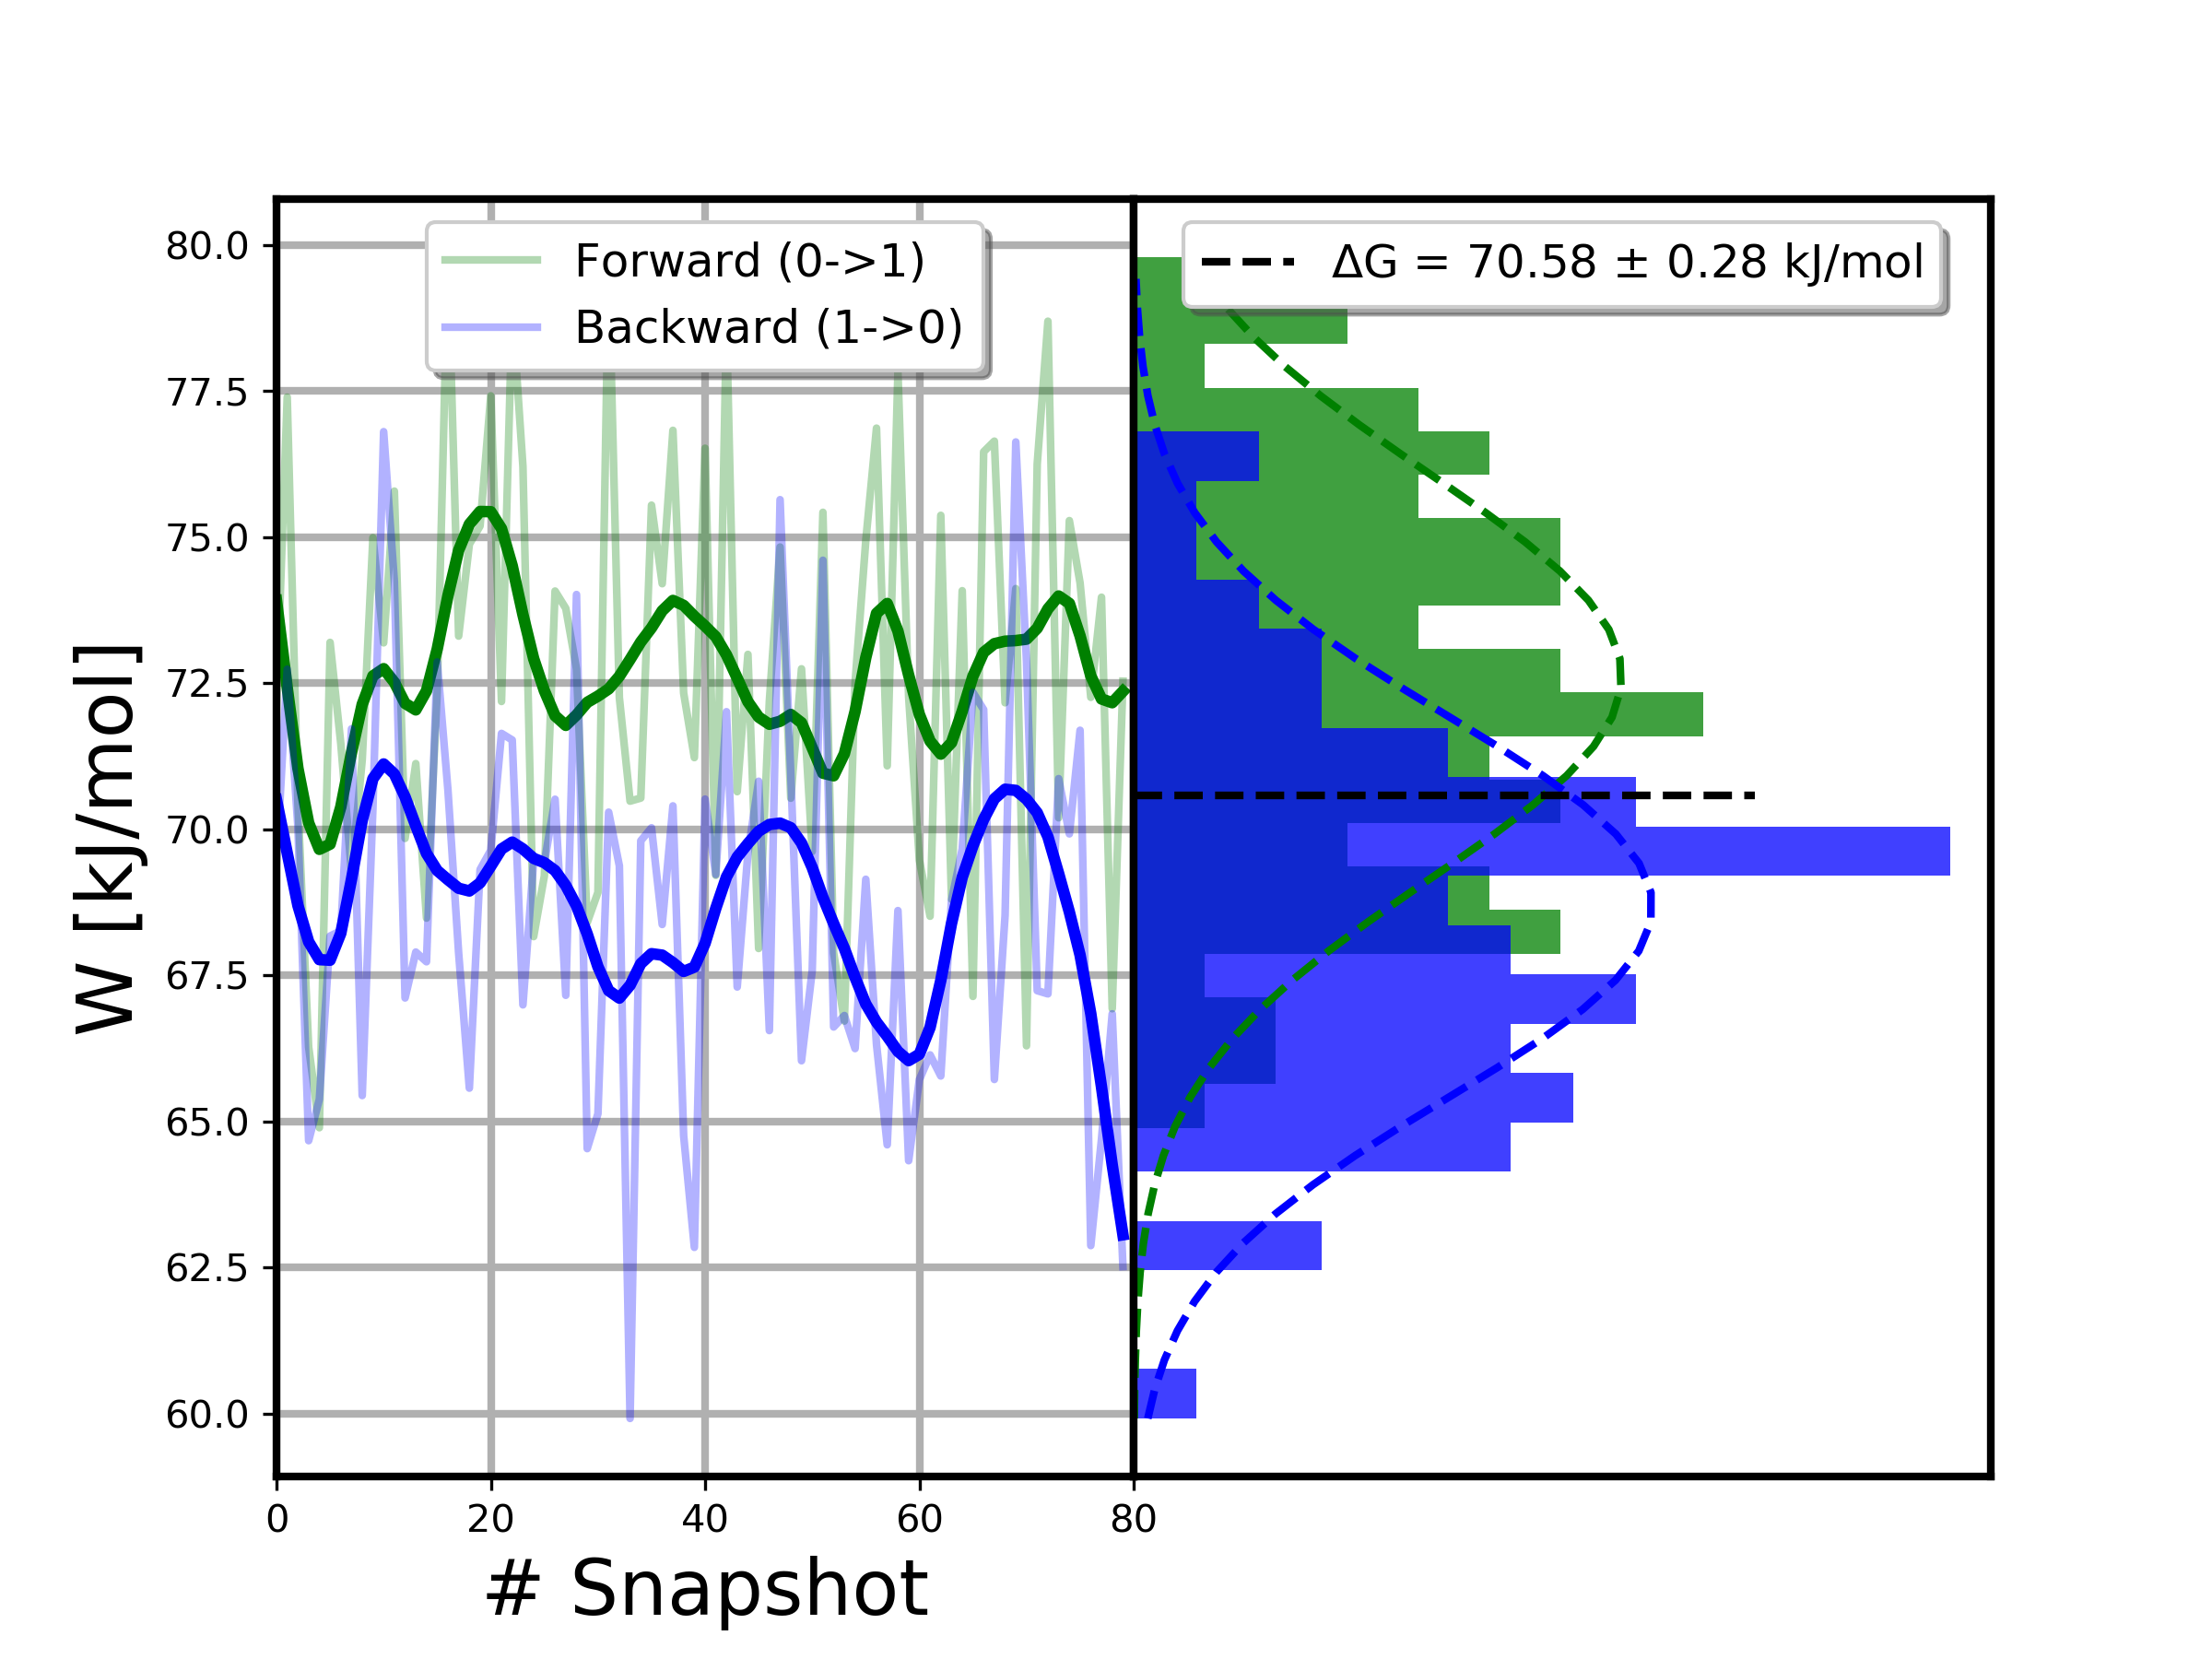 Forward (0->1)
Backward (1->0)
ΔG = 70.58 ± 0.28 kJ/mol
W [kJ/mol]
80.0
77.5
75.0
72.5
70.0
67.5
65.0
62.5
60.0
0 20 40 60 80
# Snapshot